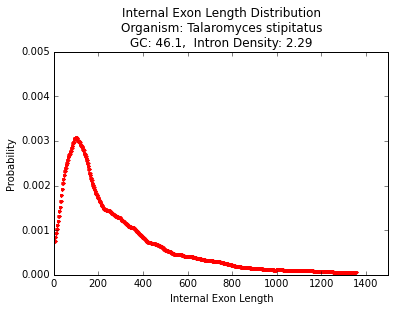 Internal Exon Length Distribution
Organism: Talaromyces stipitatus
GC: 46.1,  Intron Density: 2.29
0.005
0.004
0.003
0.002
0.001
0.000
Probability
0 200 400 600 800 1000 1200 1400
Internal Exon Length